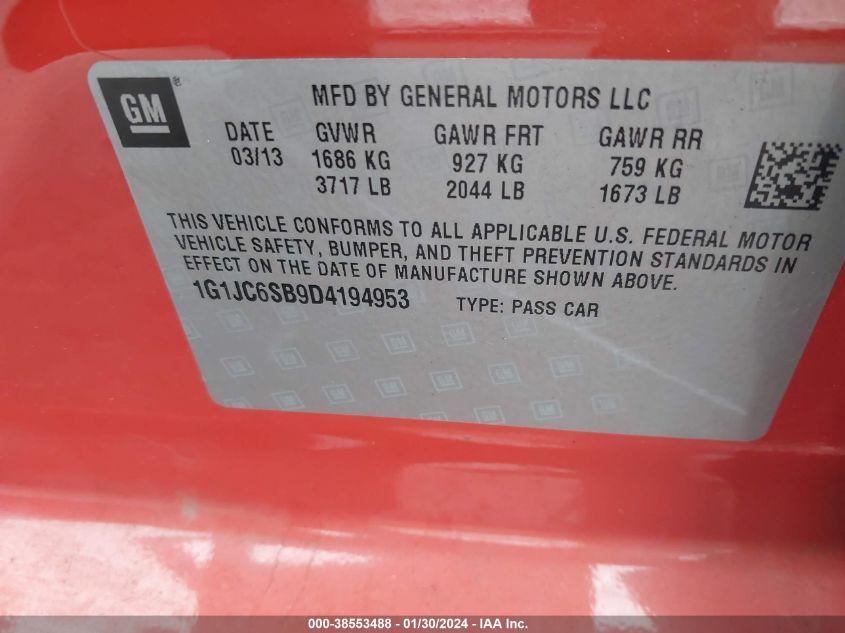 GM ®
MFD BY GENERAL MOTORS LLC
DATE GVWR GAWR FRT GAWR RR
03/13 1686 KG 927 KG 759 KG
3717 LB 2044 LB 1673 LB
THIS VEHICLE CONFORMS TO ALL APPLICABLE U.S. FEDERAL MOTOR
VEHICLE SAFETY, BUMPER, AND THEFT PREVENTION STANDARDS IN
EFFECT ON THE DATE OF MANUFACTURE SHOWN ABOVE.
1G1JC6SB9D4194953 TYPE: PASS CAR
000-38553488 - 01/30/2024 - IAA Inc.